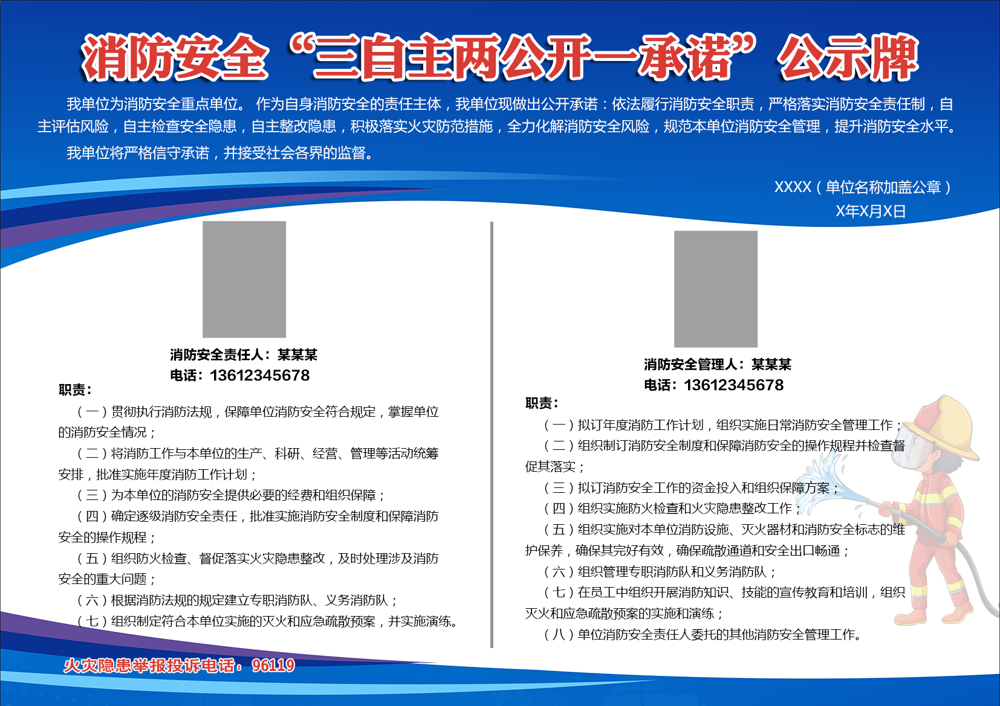 消防安全“三自主两公开一承诺”公示牌
我单位为消防安全重点单位。 作为自身消防安全的责任主体，我单位现做出公开承诺：依法履行消防安全职责，严格落实消防安全责任制，自
主评估风险，自主检查安全隐患，自主整改隐患，积极落实火灾防范措施，全力化解消防安全风险，规范本单位消防安全管理，提升消防安全水平。
我单位将严格信守承诺，并接受社会各界的监督。
XXXX（单位名称加盖公章）
X年X月X日
消防安全责任人：某某某
电话：13612345678
职责：
（一）贯彻执行消防法规，保障单位消防安全符合规定，掌握单位
的消防安全情况；
（二）将消防工作与本单位的生产、科研、经营、管理等活动统筹
安排，批准实施年度消防工作计划；
（三）为本单位的消防安全提供必要的经费和组织保障；
（四）确定逐级消防安全责任，批准实施消防安全制度和保障消防
安全的操作规程；
（五）组织防火检查、督促落实火灾隐患整改，及时处理涉及消防
安全的重大问题；
（六）根据消防法规的规定建立专职消防队、义务消防队；
（七）组织制定符合本单位实施的灭火和应急疏散预案，并实施演练。
消防安全管理人：某某某
电话：13612345678
职责：
（一）拟订年度消防工作计划，组织实施日常消防安全管理工作；
（二）组织制订消防安全制度和保障消防安全的操作规程并检查督
促其落实；
（三）拟订消防安全工作的资金投入和组织保障方案；
（四）组织实施防火检查和火灾隐患整改工作；
（五）组织实施对本单位消防设施、灭火器材和消防安全标志的维
护保养，确保其完好有效，确保疏散通道和安全出口畅通；
（六）组织管理专职消防队和义务消防队；
（七）在员工中组织开展消防知识、技能的宣传教育和培训，组织
灭火和应急疏散预案的实施和演练；
（八）单位消防安全责任人委托的其他消防安全管理工作。
火灾隐患举报投诉电话：96119